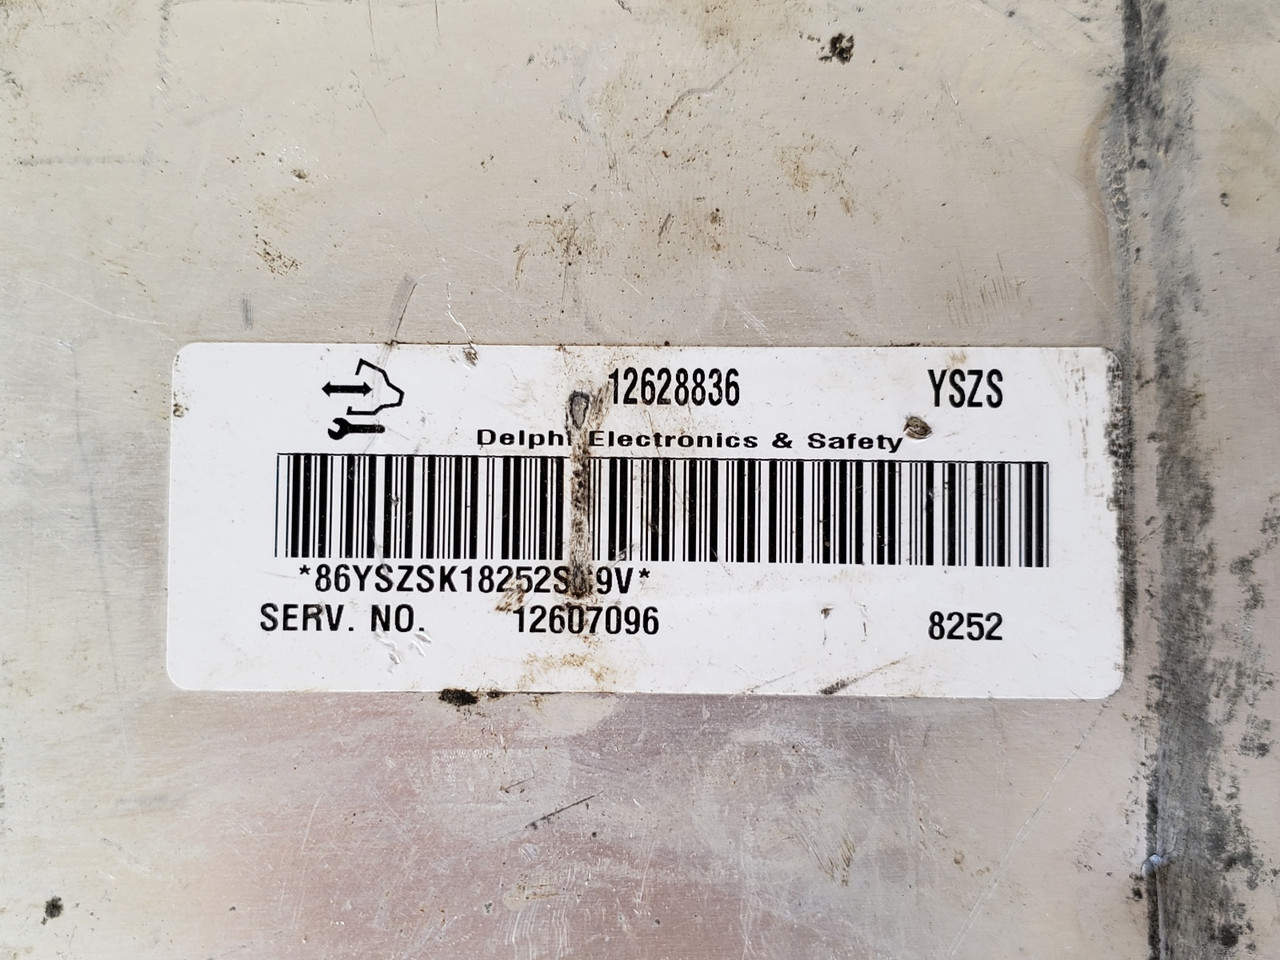 12628836 YSZS
Delphi Electronics & Safety
SERV. NO. 12607096 8252